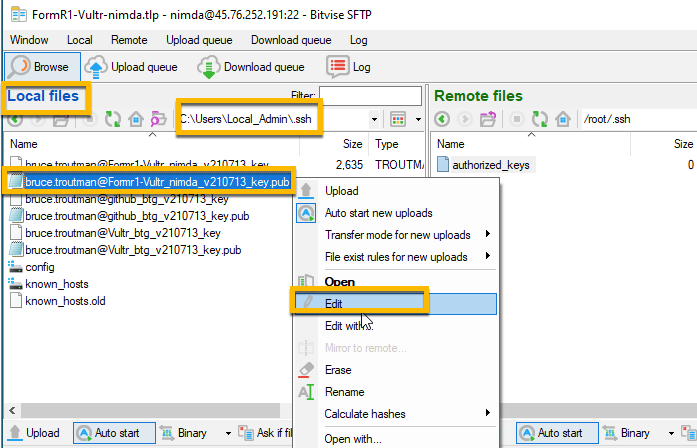 FormR1-Vultr-nimda.tlp - nimda@45.76.252.191:22 - Bitvise SFTP
Window Local Remote Upload queue Download queue Log
Browse Upload queue Download queue Log
Local files Filter: Remote files
C:\Users\Local_Admin\.ssh /root/.ssh
Name Size Type Name Size
bruce.troutman@Formr1-Vultr_nimda_v210713_key 2,635 TROUTMA
bruce.troutman@Formr1-Vultr_nimda_v210713_key.pub
bruce.troutman@github_btg_v210713_key
bruce.troutman@github_btg_v210713_key.pub
bruce.troutman@Vultr_btg_v210713_key
bruce.troutman@Vultr_btg_v210713_key.pub
config
known_hosts
known_hosts.old
authorized_keys 0
Upload
Auto start new uploads
Transfer mode for new uploads
File exist rules for new uploads
Open
Edit
Edit with
Mirror to remote...
Erase
Rename
Calculate hashes
Open with...
Upload Auto start Binary Ask if fil
Auto start Binary